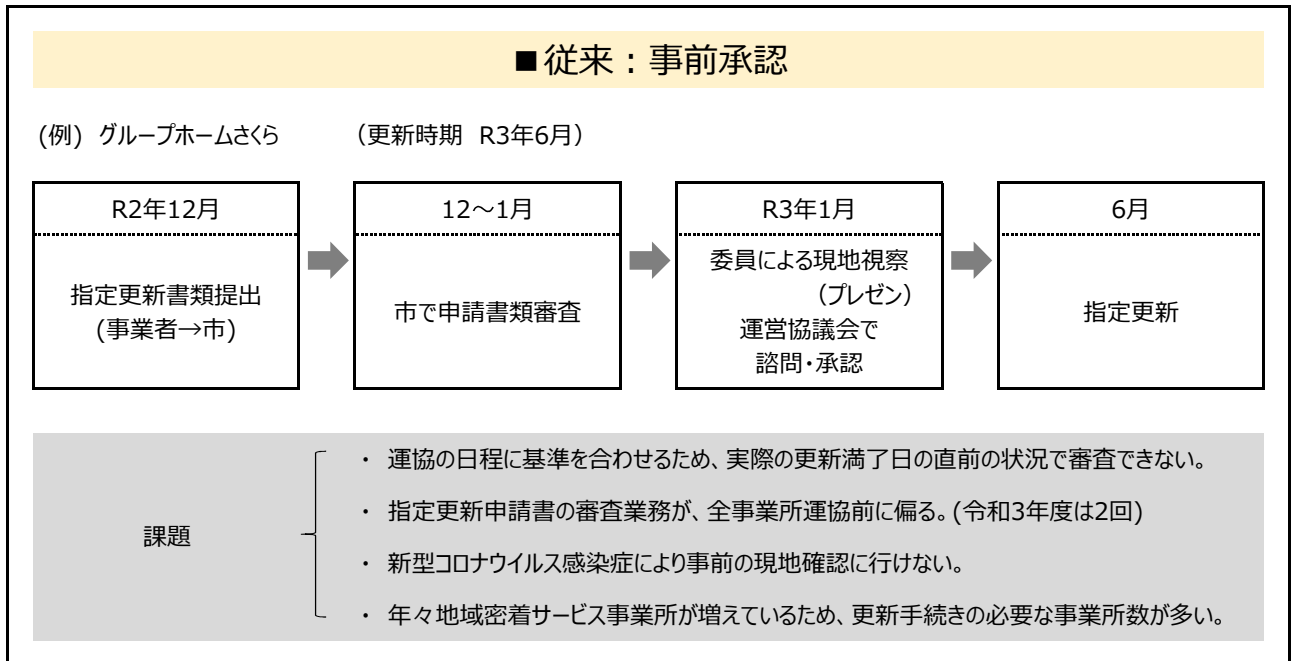 ■従来：事前承認
(例) グループホームさくら　　（更新時期 R3年6月）
R2年12月
指定更新書類提出
(事業者→市)
12～1月
市で申請書類審査
R3年1月
委員による現地視察
（プレゼン）
運営協議会で
諮問・承認
6月
指定更新
課題
・ 運協の日程に基準を合わせるため、実際の更新満了日の直前の状況で審査できない。
・ 指定更新申請書の審査業務が、全事業所運協前に偏る。(令和3年度は2回)
・ 新型コロナウイルス感染症により事前の現地確認に行けない。
・ 年々地域密着サービス事業所が増えているため、更新手続きの必要な事業所数が多い。